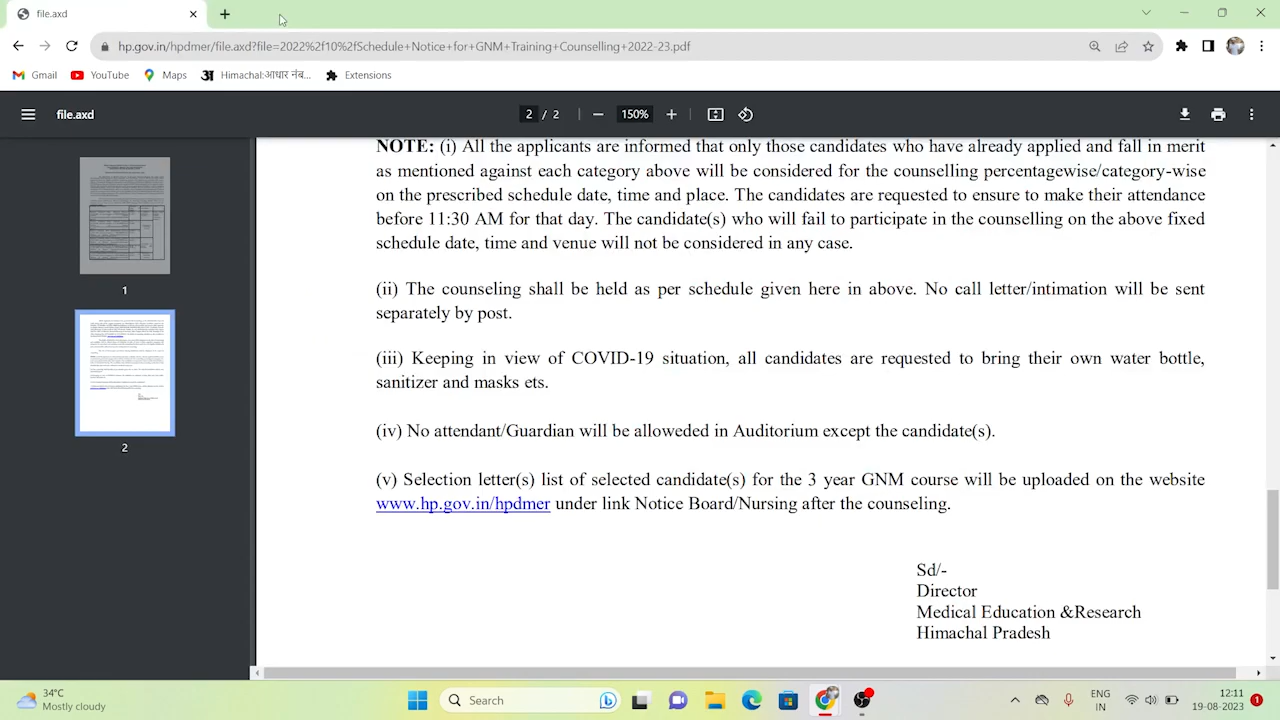 file.axd
hp.gov.in/hpdmer/file.axd?file=2022%2f10%2fSchedule+Notice+for+GNM+Training+Counselling+2022-23.pdf
Gmail YouTube Maps Himachal:आधार नंब... Extensions
file.axd 2 / 2 150%
NOTE: (i) All the applicants are informed that only those candidates who have already applied and fall in merit
as mentioned against each category above will be considered for the counselling percentagewise/category-wise
on the prescribed schedule date, time and place. The candidates are requested to ensure to make their attendance
before 11:30 AM for that day. The candidate(s) who will fail to participate in the counselling on the above fixed
schedule date, time and venue will not be considered in any case.
(ii) The counseling shall be held as per schedule given here in above. No call letter/intimation will be sent
separately by post.
(iii) Keeping in view of COVID-19 situation, all candidates are requested to bring their own water bottle,
sanitizer and masks etc.
(iv) No attendant/Guardian will be alloweded in Auditorium except the candidate(s).
(v) Selection letter(s) list of selected candidate(s) for the 3 year GNM course will be uploaded on the website
www.hp.gov.in/hpdmer under link Notice Board/Nursing after the counseling.
Sd/-
Director
Medical Education &Research
Himachal Pradesh
1
2
34°C
Mostly cloudy
Search
ENG
IN
12:11
19-08-2023
1